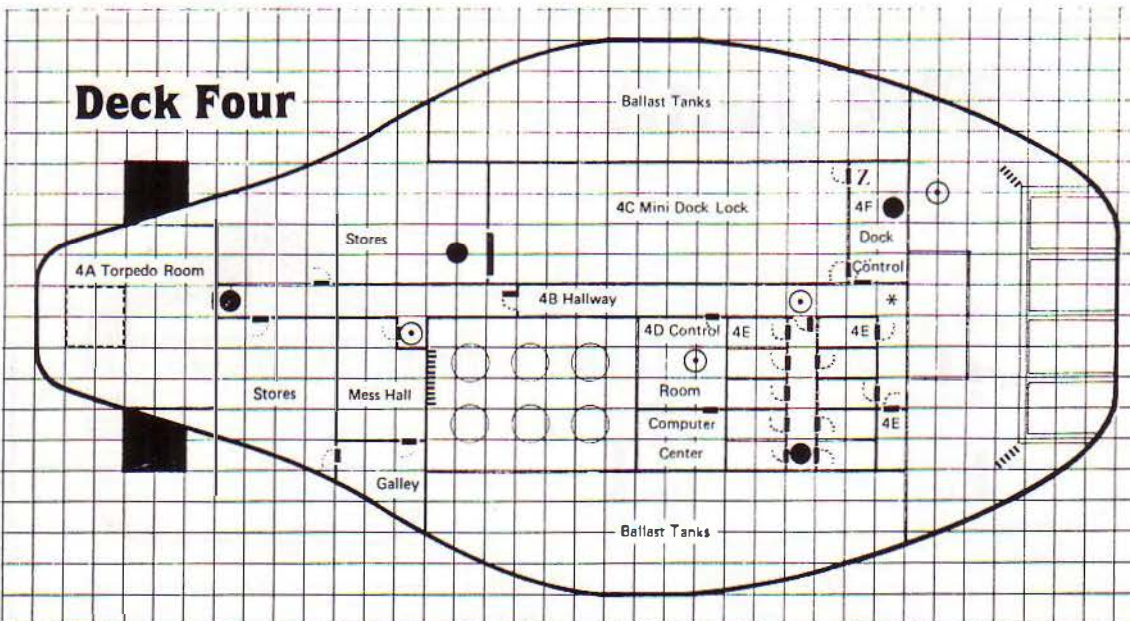 Deck Four
Ballast Tanks
Z
4C Mini Dock Lock
4F
Dock
Control
Stores
4A Torpedo Room
4B Hallway
*
4D Control
4E
4E
Room
Stores
Mess Hall
Computer
4E
Center
Galley
Ballast Tanks